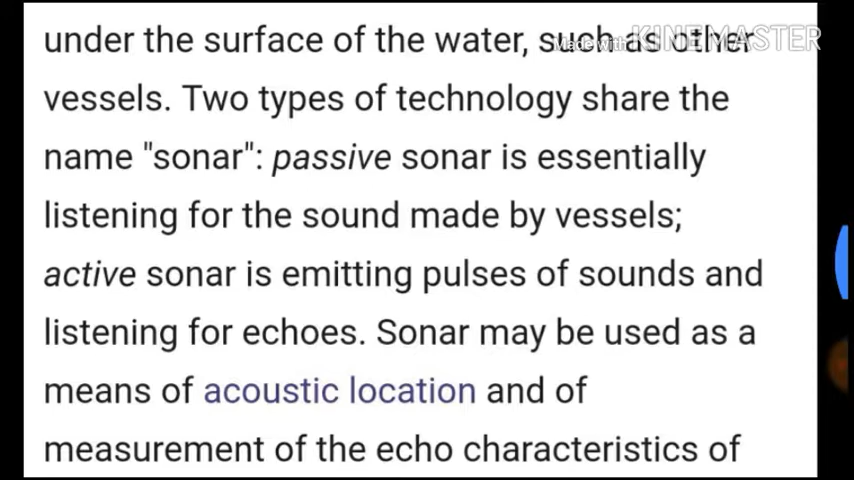 under the surface of the water, such as other
Made with KINEMASTER
vessels. Two types of technology share the
name "sonar": passive sonar is essentially
listening for the sound made by vessels;
active sonar is emitting pulses of sounds and
listening for echoes. Sonar may be used as a
means of acoustic location and of
measurement of the echo characteristics of